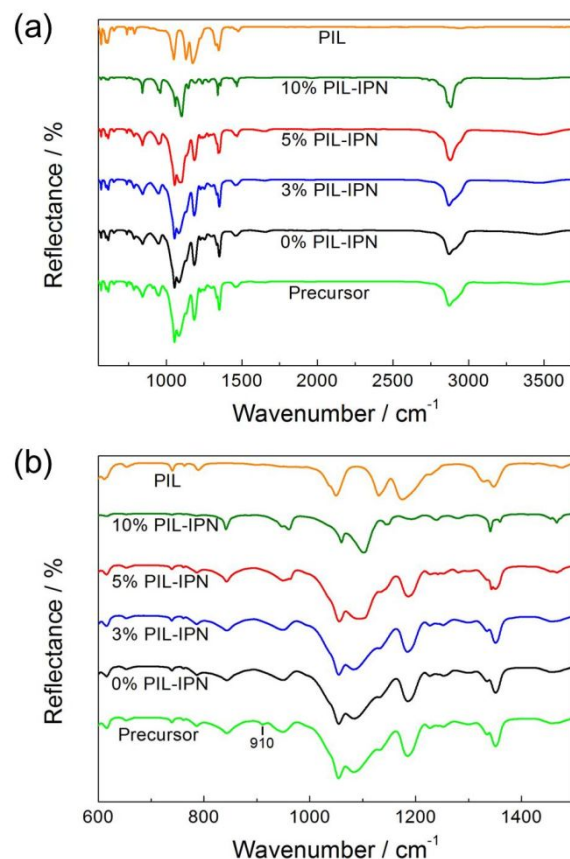 (a)
PIL
10% PIL-IPN
5% PIL-IPN
3% PIL-IPN
0% PIL-IPN
Precursor
Reflectance / %
1000 1500 2000 2500 3000 3500
Wavenumber / cm⁻¹
(b)
PIL
10% PIL-IPN
5% PIL-IPN
3% PIL-IPN
0% PIL-IPN
Precursor
910
Reflectance / %
600 800 1000 1200 1400
Wavenumber / cm⁻¹